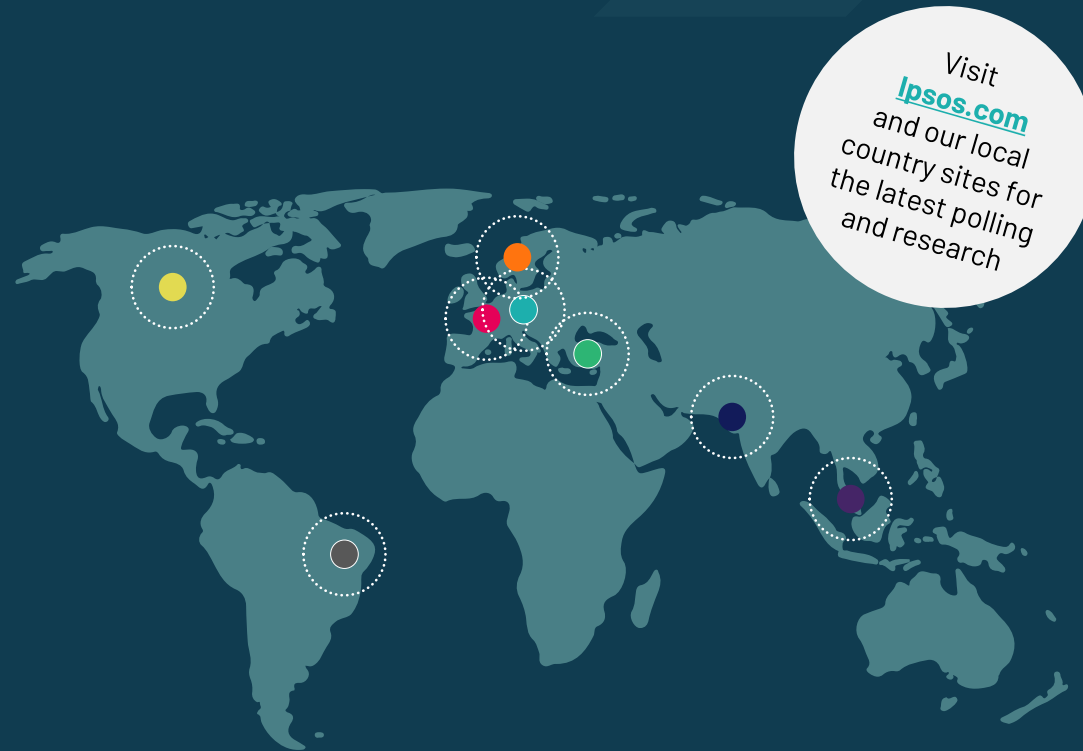 Visit
Ipsos.com
and our local
country sites for
the latest polling
and research